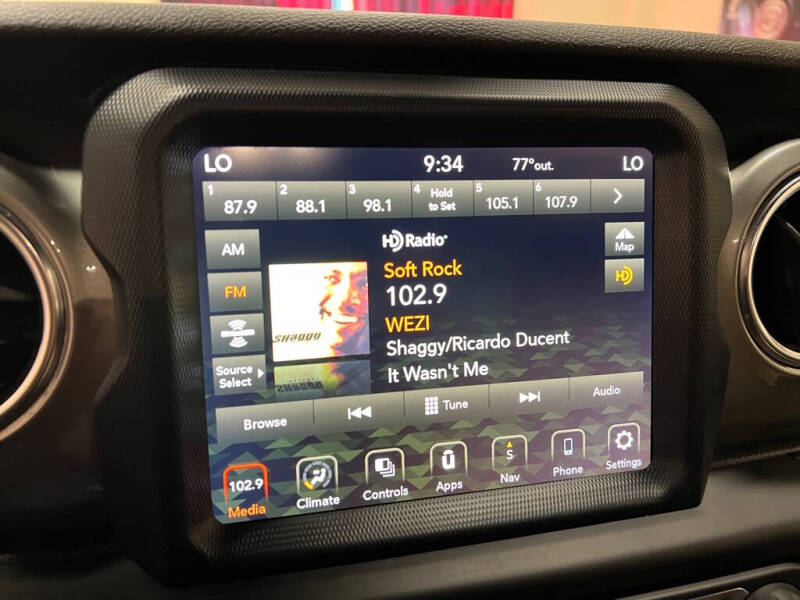 LO 9:34 77°out. LO
1 87.9 2 88.1 3 98.1 4 Hold to Set 5 105.1 6 107.9
AM
HD Radio
Map
FM
Soft Rock
HD
102.9
SHAGGY
WEZI
Shaggy/Ricardo Ducent
Source
Select
It Wasn't Me
Browse Tune Audio
102.9
Media
Climate
Controls
Apps
S
Nav
Phone
Settings